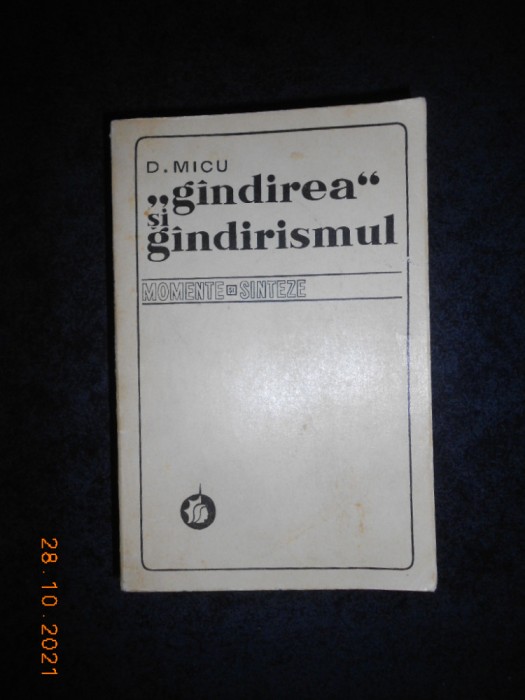 D. MICU
„gîndirea“
și
gîndirismul
MOMENTE SINTEZE
28.10.2021